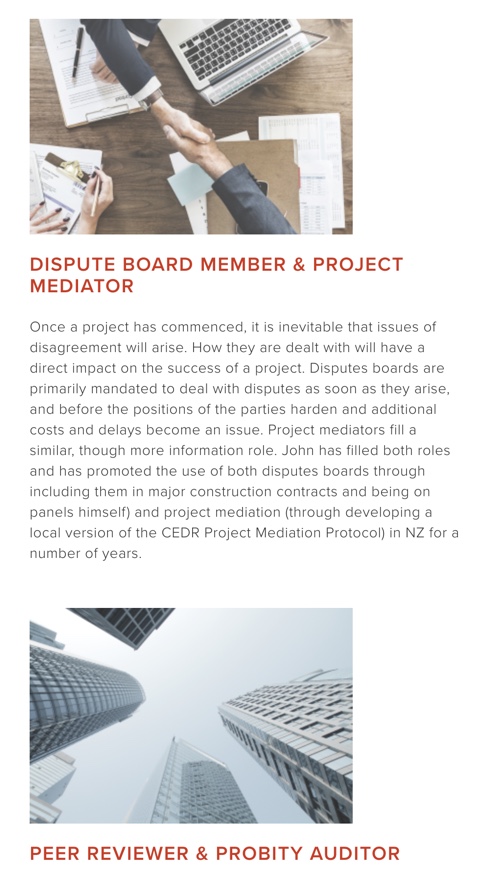 DISPUTE BOARD MEMBER & PROJECT
MEDIATOR
Once a project has commenced, it is inevitable that issues of
disagreement will arise. How they are dealt with will have a
direct impact on the success of a project. Disputes boards are
primarily mandated to deal with disputes as soon as they arise,
and before the positions of the parties harden and additional
costs and delays become an issue. Project mediators fill a
similar, though more information role. John has filled both roles
and has promoted the use of both disputes boards through
including them in major construction contracts and being on
panels himself) and project mediation (through developing a
local version of the CEDR Project Mediation Protocol) in NZ for a
number of years.
PEER REVIEWER & PROBITY AUDITOR